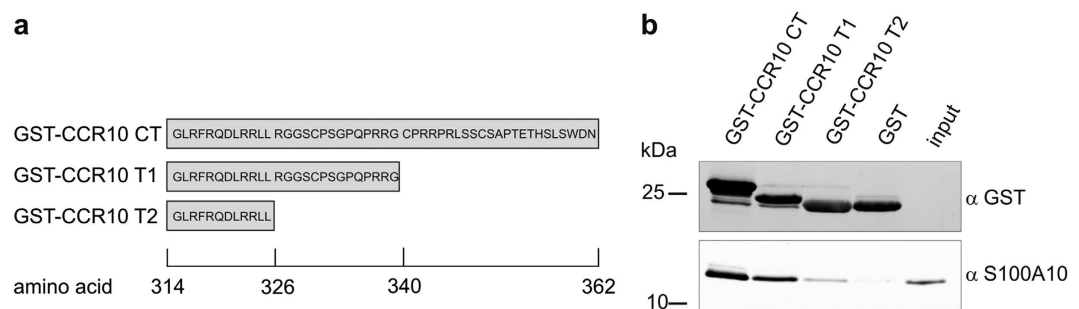 a
GST-CCR10 CT GLRFRQDLRRLL RGGSCPSGPQPRRG CPRRPRLSSCSAPTETHSLSWDN
GST-CCR10 T1 GLRFRQDLRRLL RGGSCPSGPQPRRG
GST-CCR10 T2 GLRFRQDLRRLL
amino acid 314 326 340 362
b
GST-CCR10 CT GST-CCR10 T1 GST-CCR10 T2 GST input
kDa
25 α GST
α S100A10
10